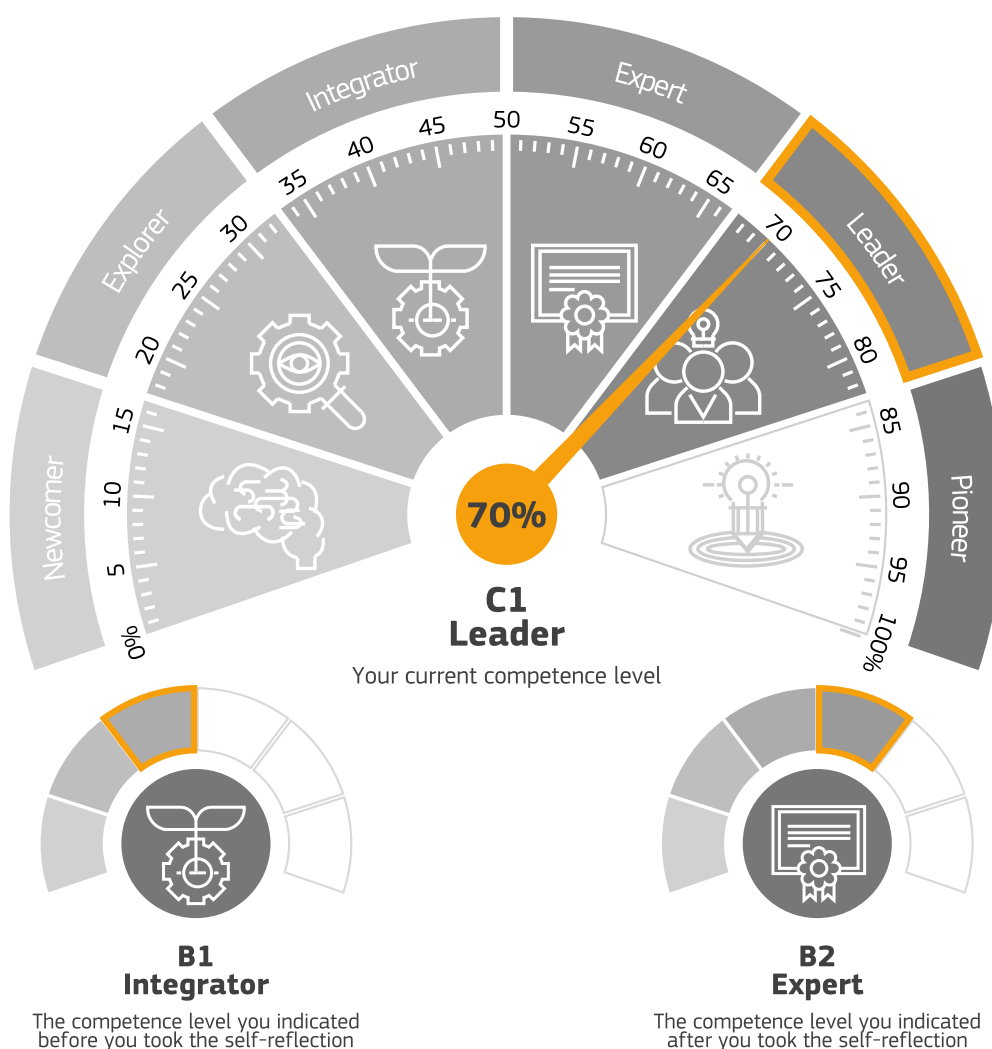 Newcomer
Explorer
Integrator
Expert
Leader
Pioneer
0%
5
10
15
20
25
30
35
40
45
50
55
60
65
70
75
80
85
90
95
100%
70%
C1
Leader
Your current competence level
B1
Integrator
The competence level you indicated
before you took the self-reflection
B2
Expert
The competence level you indicated
after you took the self-reflection